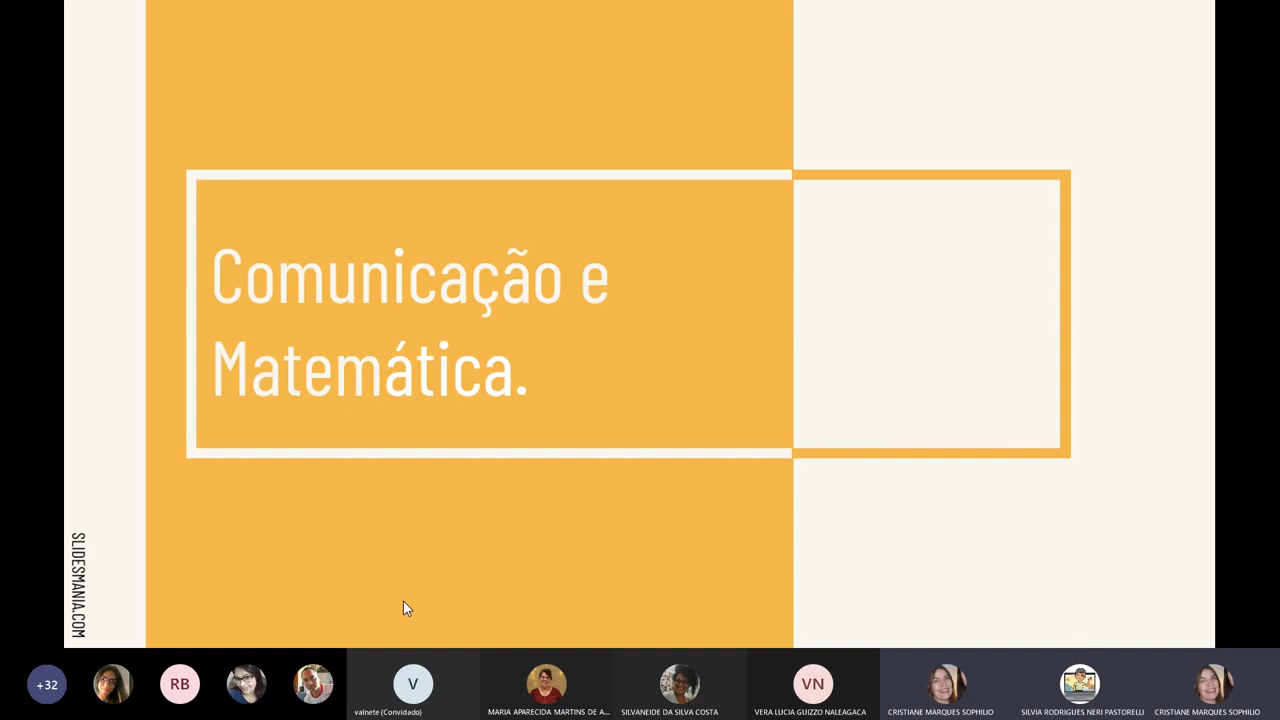 Comunicação e
Matemática.
SLIDESMANIA.COM
+32
RB
V
valnete (Convidado)
MARIA APARECIDA MARTINS DE A...
SILVANEIDE DA SILVA COSTA
VN
VERA LUCIA GUIZZO NALEAGACA
CRISTIANE MARQUES SOPHILIO
SILVIA RODRIGUES NERI PASTORELLI
CRISTIANE MARQUES SOPHILIO